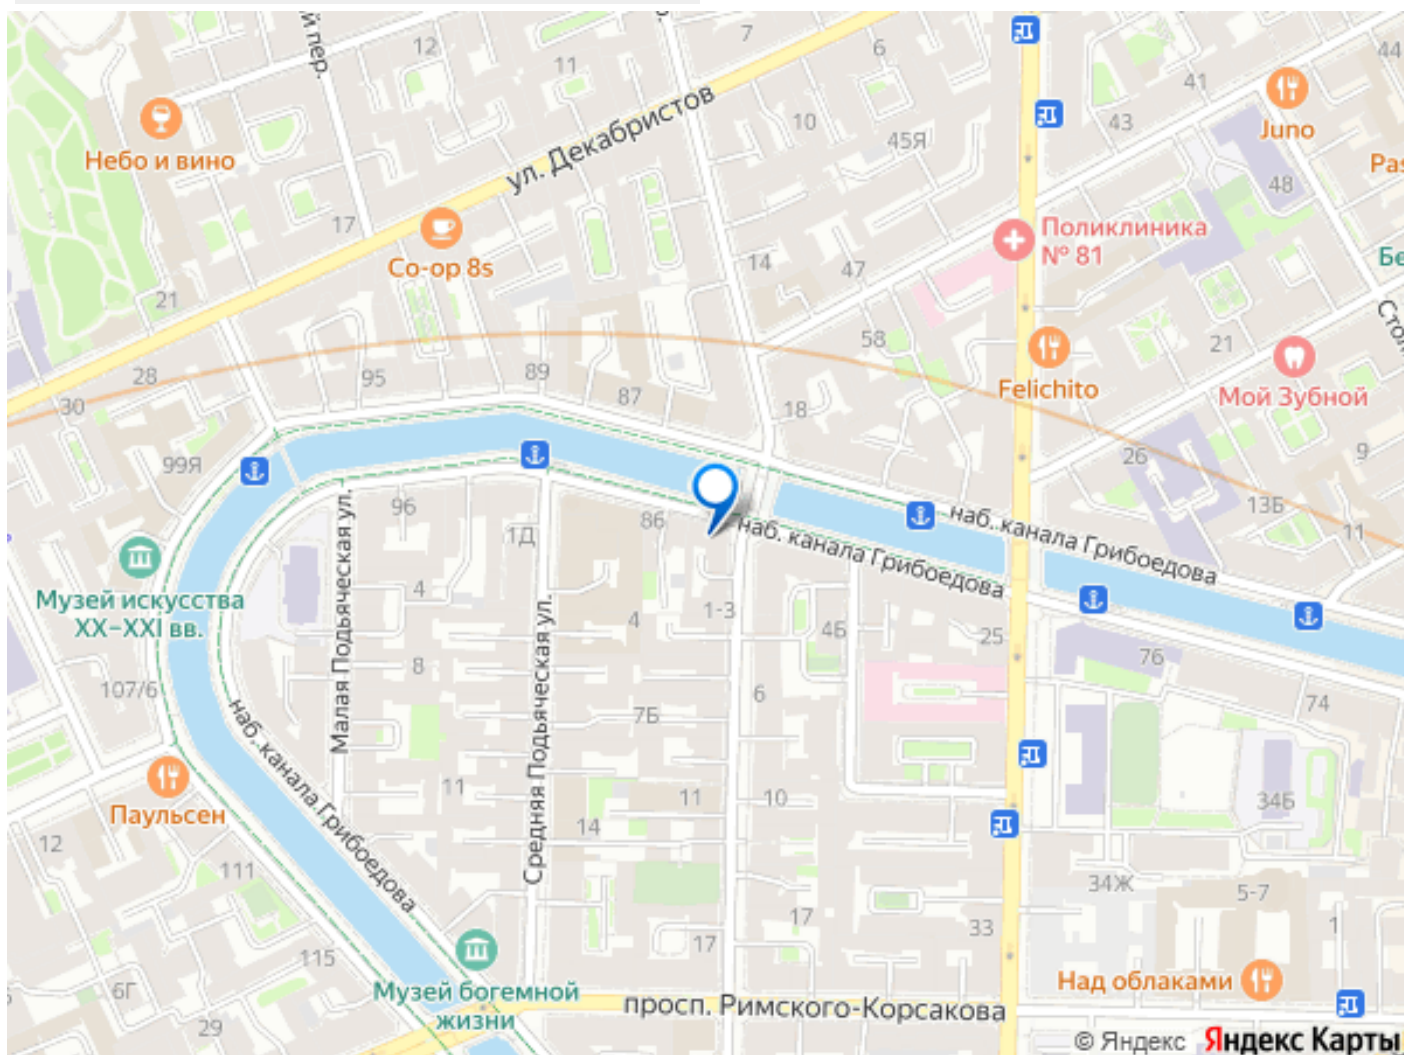 й пер.
12
11
7
6
44
41
Juno
43
10
45Я
ул. Декабристов
Небо и вино
48
17
Co-op 8s
14
47
Поликлиника
№ 81
21
58
21
Felichito
Мой Зубной
28
95
89
87
18
30
99Я
26
9
13Б
11
96
1Д
86
наб. канала Грибоедова
наб. канала Грибоедова
Музей искусства
XX–XXI вв.
4
4
1-3
4Б
25
76
74
Малая Подьяческая ул.
Средняя Подьяческая ул.
8
6
107/6
7Б
наб. канала Грибоедова
11
11
10
Паульсен
14
34Б
12
111
34Ж
5-7
1
17
17
33
115
6Г
29
Музей богемной
жизни
Над облаками
просп. Римского-Корсакова
© Яндекс Яндекс Карты